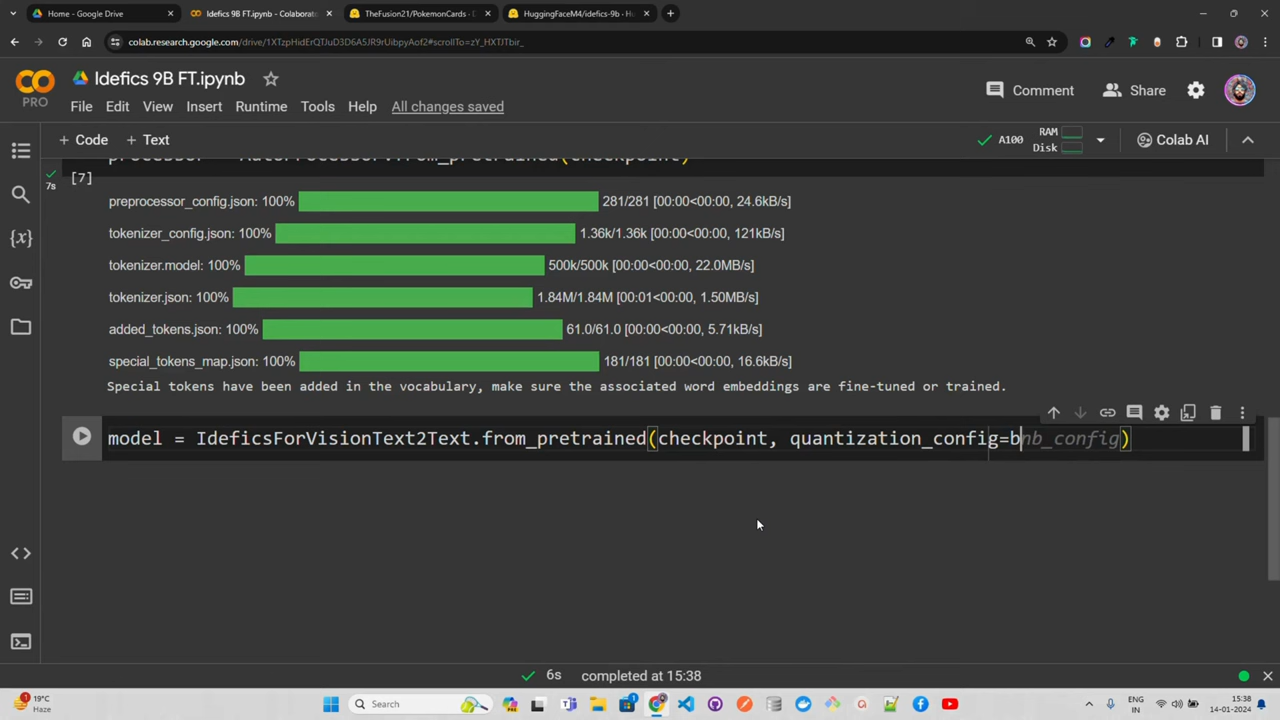 Home - Google Drive
Idefics 9B FT.ipynb - Colaborate
TheFusion21/PokemonCards - D
HuggingFaceM4/idefics-9b · Hu
colab.research.google.com/drive/1XTzpHidErQTJuD3D6A5JR9rUibpyAof2#scrollTo=zY_HXTJTbir_
Idefics 9B FT.ipynb
PRO
Comment
Share
File Edit View Insert Runtime Tools Help All changes saved
+ Code + Text
A100
RAM
Disk
Colab AI
processor = AutoProcessorv.from_pretrained(checkpoint)
7s
[7]
preprocessor_config.json: 100% 281/281 [00:00<00:00, 24.6kB/s]
tokenizer_config.json: 100% 1.36k/1.36k [00:00<00:00, 121kB/s]
tokenizer.model: 100% 500k/500k [00:00<00:00, 22.0MB/s]
tokenizer.json: 100% 1.84M/1.84M [00:01<00:00, 1.50MB/s]
added_tokens.json: 100% 61.0/61.0 [00:00<00:00, 5.71kB/s]
special_tokens_map.json: 100% 181/181 [00:00<00:00, 16.6kB/s]
Special tokens have been added in the vocabulary, make sure the associated word embeddings are fine-tuned or trained.
model = IdeficsForVisionText2Text.from_pretrained(checkpoint, quantization_config=bnb_config)
6s completed at 15:38
19°C
Haze
Search
ENG
IN
15:38
14-01-2024